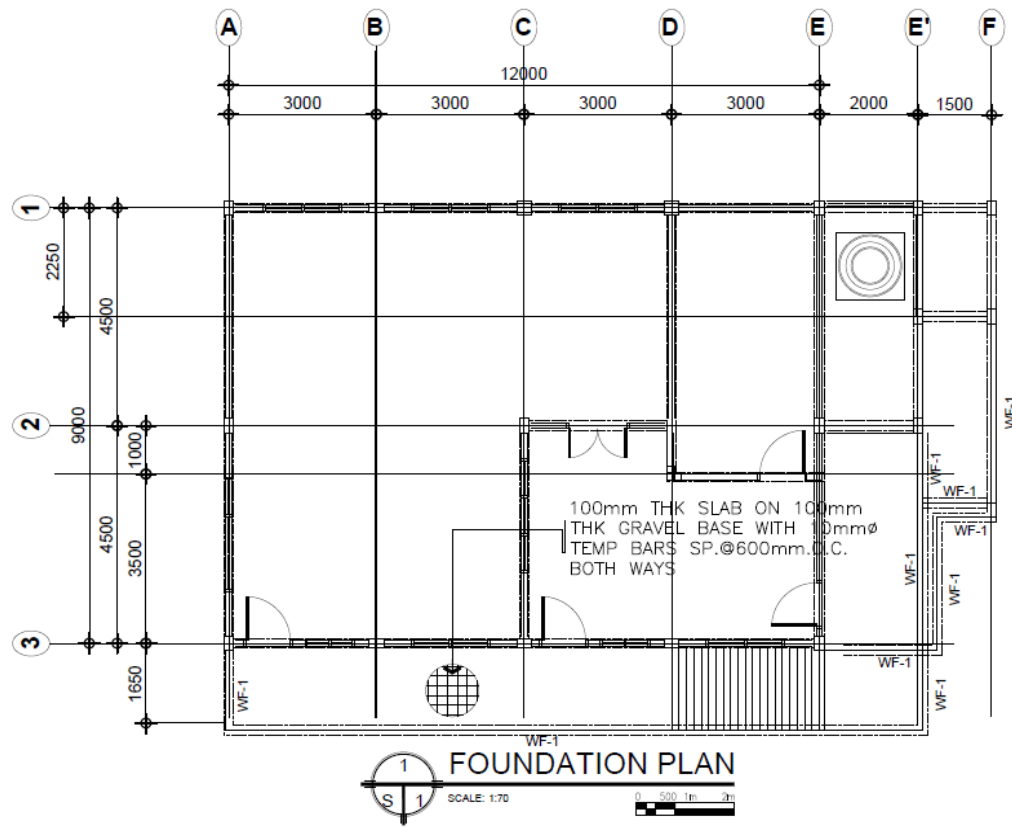 A B C D E E' F
12000
3000 3000 3000 3000 2000 1500
1
2250
4500
9000
2
1000
4500
3500
3
1650
WF-1
WF-1
WF-1
WF-1
WF-1
WF-1
WF-1
WF-1
WF-1
WF-1
100mm THK SLAB ON 100mm
THK GRAVEL BASE WITH 10mmø
TEMP BARS SP.@600mm.O.C.
BOTH WAYS
1
S 1
FOUNDATION PLAN
SCALE: 1:70
0 500 1m 2m